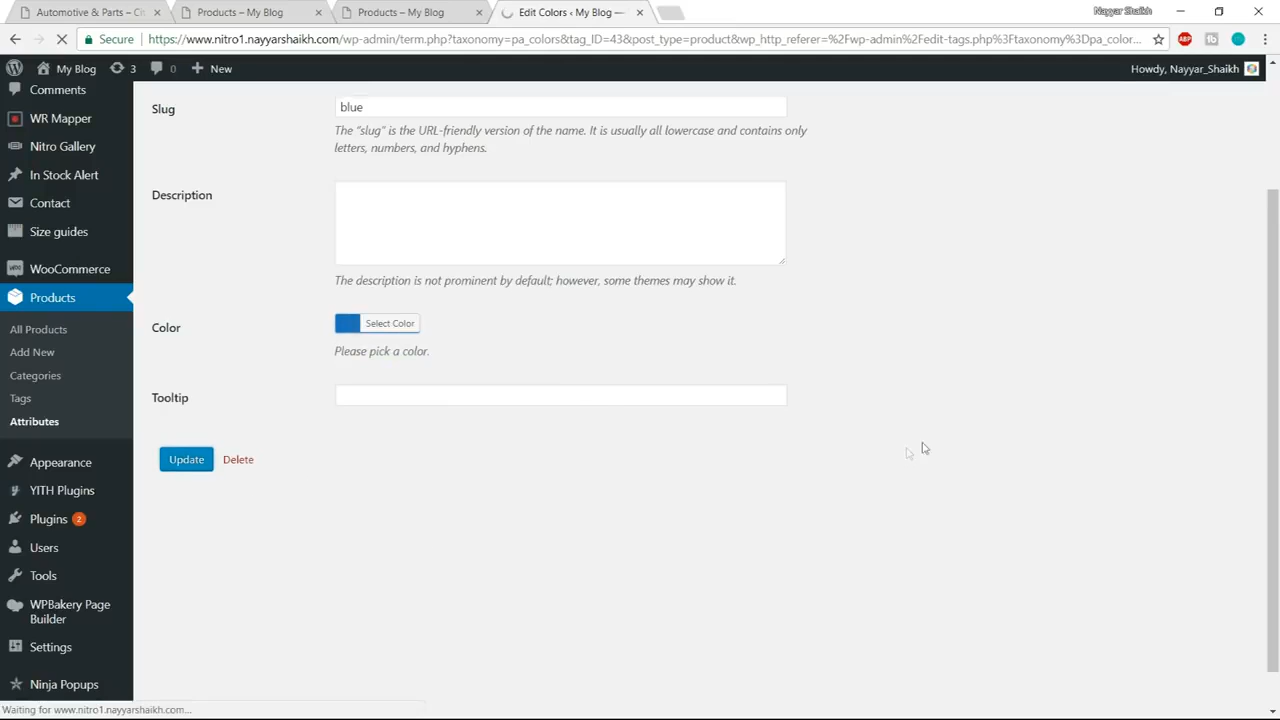 Automotive & Parts – Cit
Products – My Blog
Products – My Blog
Edit Colors ‹ My Blog —
Nayyar Shaikh
Secure
https://www.nitro1.nayyarshaikh.com/wp-admin/term.php?taxonomy=pa_colors&tag_ID=43&post_type=product&wp_http_referer=%2Fwp-admin%2Fedit-tags.php%3Ftaxonomy%3Dpa_color...
ABP
My Blog
3
0
New
Howdy, Nayyar_Shaikh
Comments
WR Mapper
Nitro Gallery
In Stock Alert
Contact
Size guides
WooCommerce
Products
All Products
Add New
Categories
Tags
Attributes
Appearance
YITH Plugins
Plugins 2
Users
Tools
WPBakery Page
Builder
Settings
Ninja Popups
Slug
blue
The “slug” is the URL-friendly version of the name. It is usually all lowercase and contains only
letters, numbers, and hyphens.
Description
The description is not prominent by default; however, some themes may show it.
Color
Select Color
Please pick a color.
Tooltip
Update
Delete
Waiting for www.nitro1.nayyarshaikh.com...